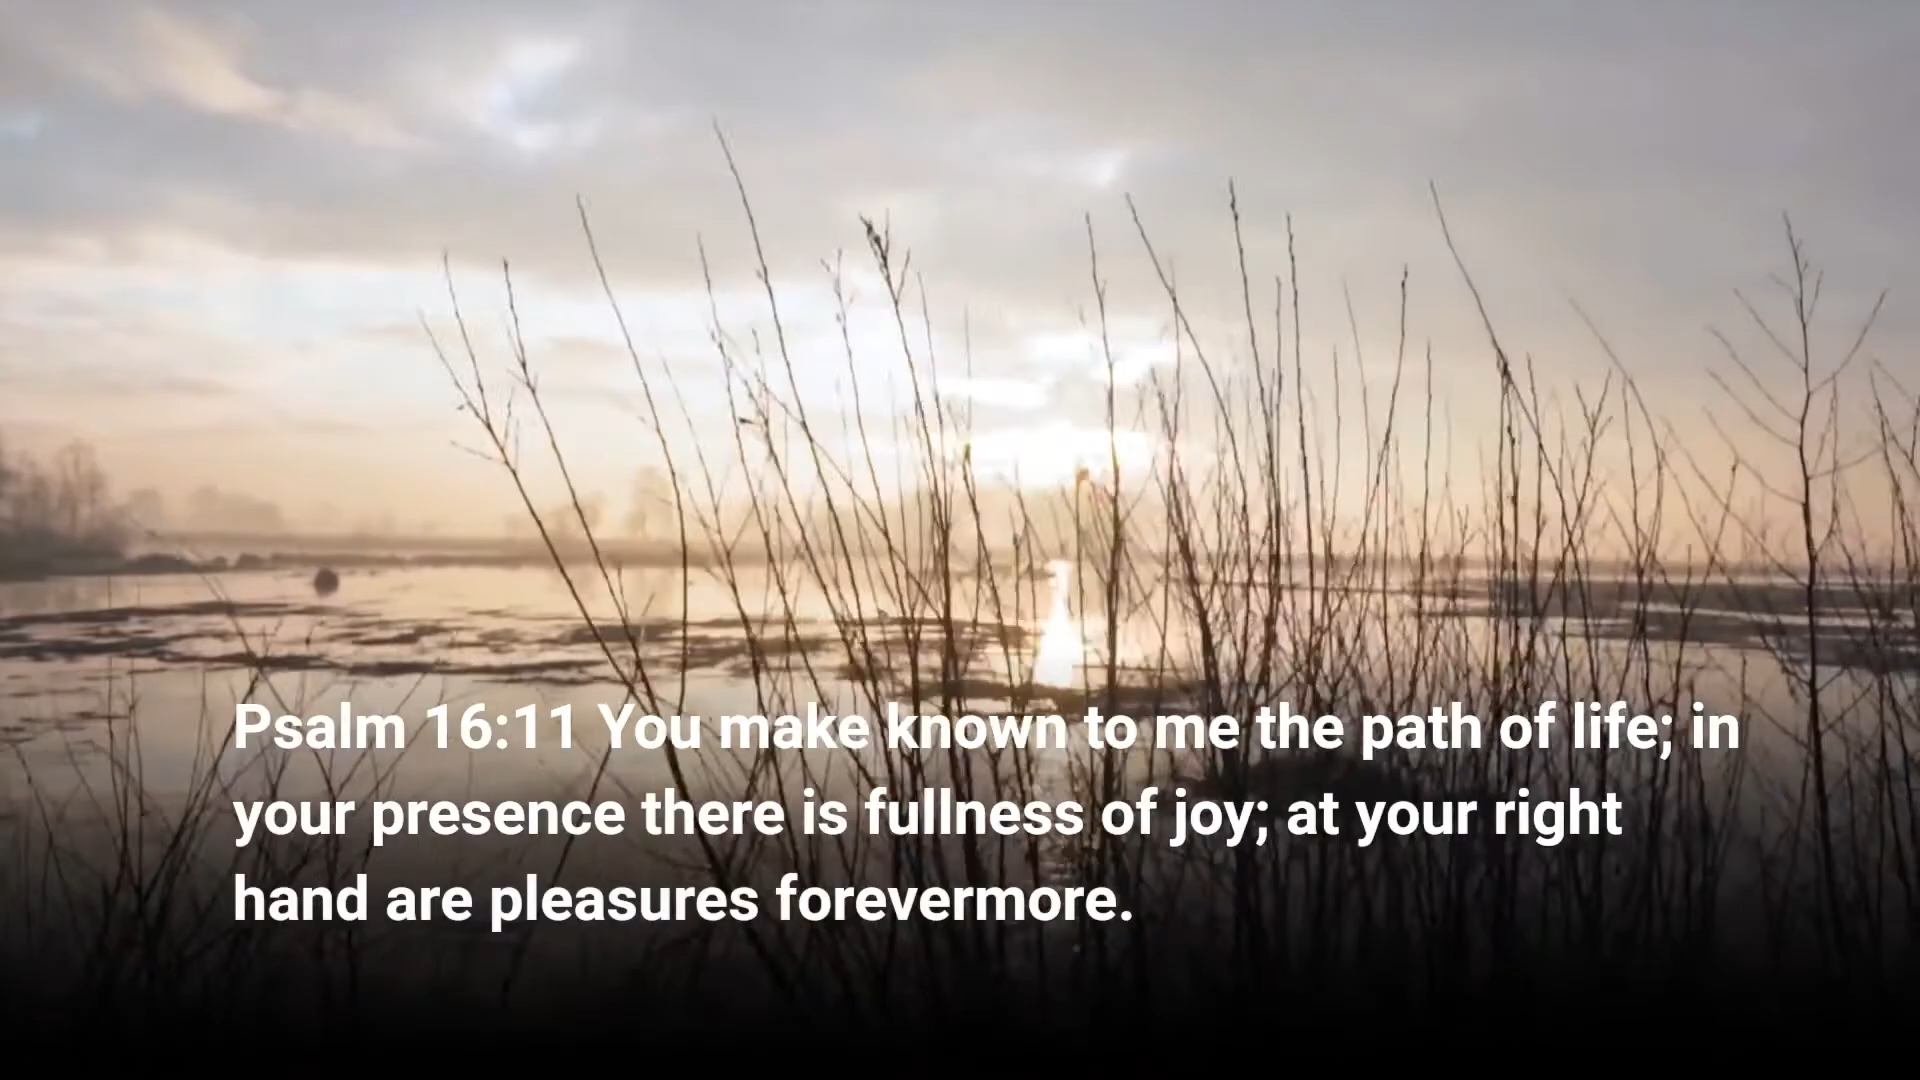 Psalm 16:11 You make known to me the path of life; in
your presence there is fullness of joy; at your right
hand are pleasures forevermore.